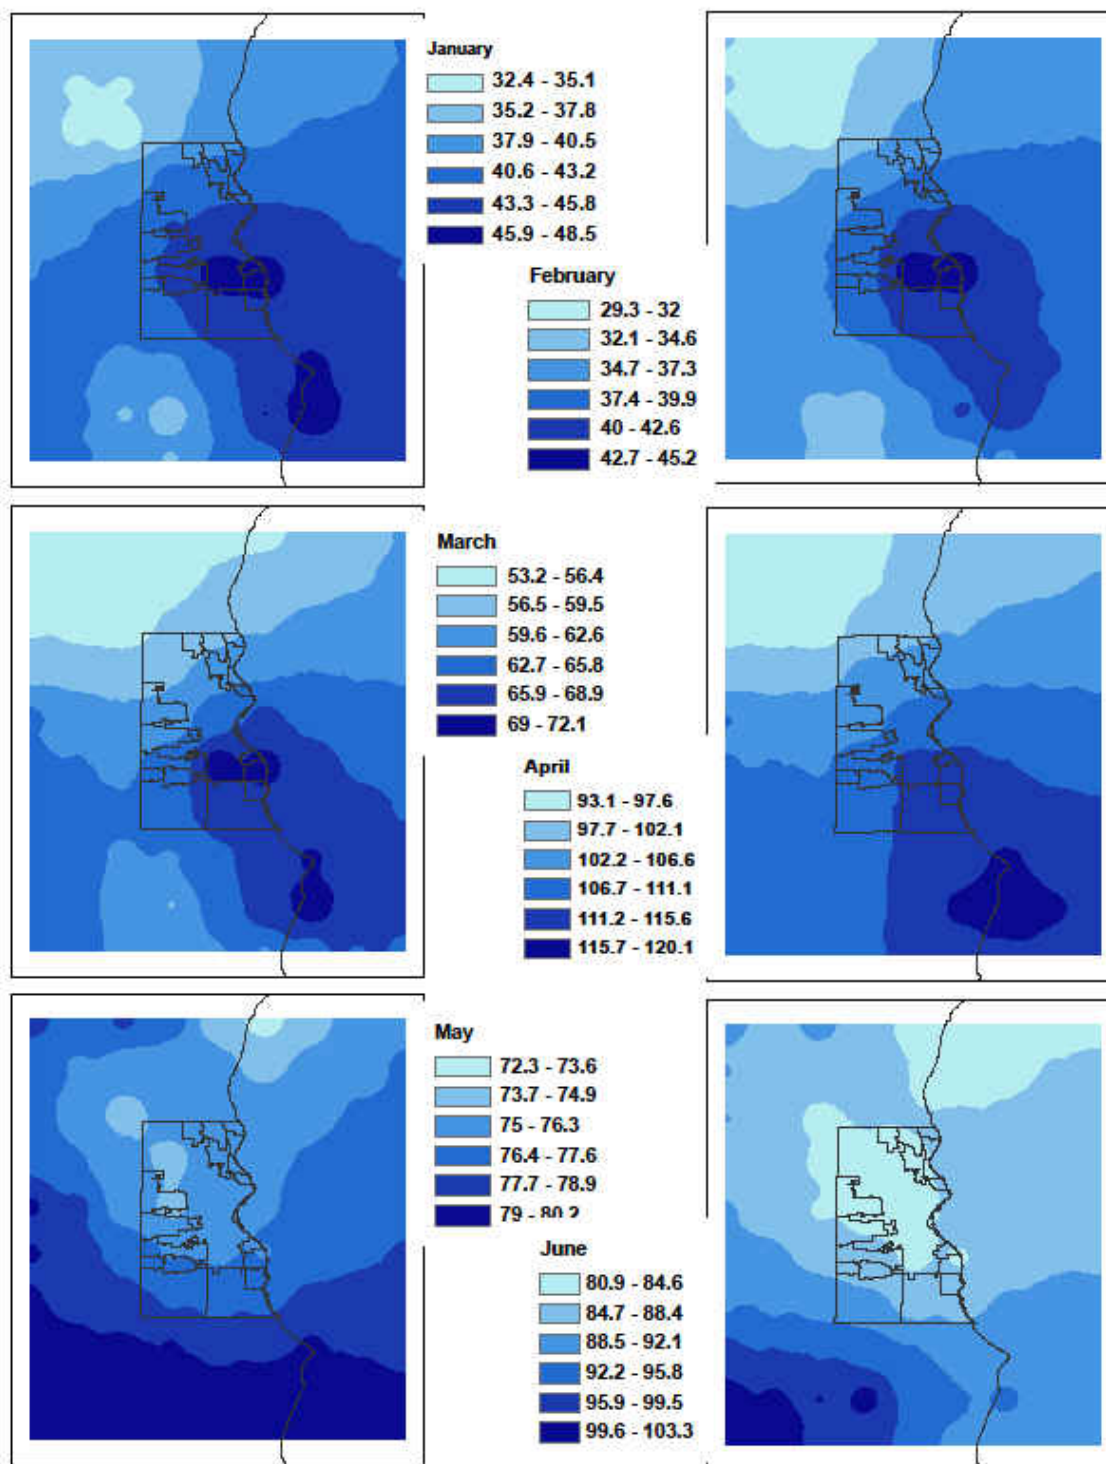 January
32.4 - 35.1
35.2 - 37.8
37.9 - 40.5
40.6 - 43.2
43.3 - 45.8
45.9 - 48.5
February
29.3 - 32
32.1 - 34.6
34.7 - 37.3
37.4 - 39.9
40 - 42.6
42.7 - 45.2
March
53.2 - 56.4
56.5 - 59.5
59.6 - 62.6
62.7 - 65.8
65.9 - 68.9
69 - 72.1
April
93.1 - 97.6
97.7 - 102.1
102.2 - 106.6
106.7 - 111.1
111.2 - 115.6
115.7 - 120.1
May
72.3 - 73.6
73.7 - 74.9
75 - 76.3
76.4 - 77.6
77.7 - 78.9
79 - 80.2
June
80.9 - 84.6
84.7 - 88.4
88.5 - 92.1
92.2 - 95.8
95.9 - 99.5
99.6 - 103.3